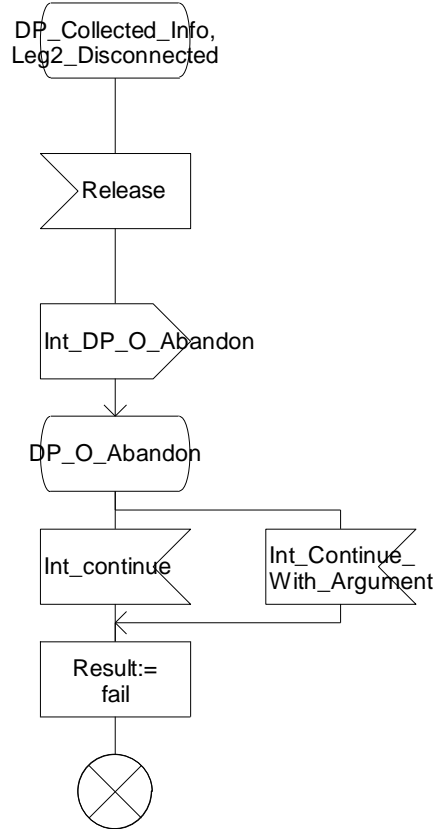 DP_Collected_Info,
Leg2_Disconnected
Release
Int_DP_O_Abandon
DP_O_Abandon
Int_continue
Int_Continue_
With_Argument
Result:=
fail